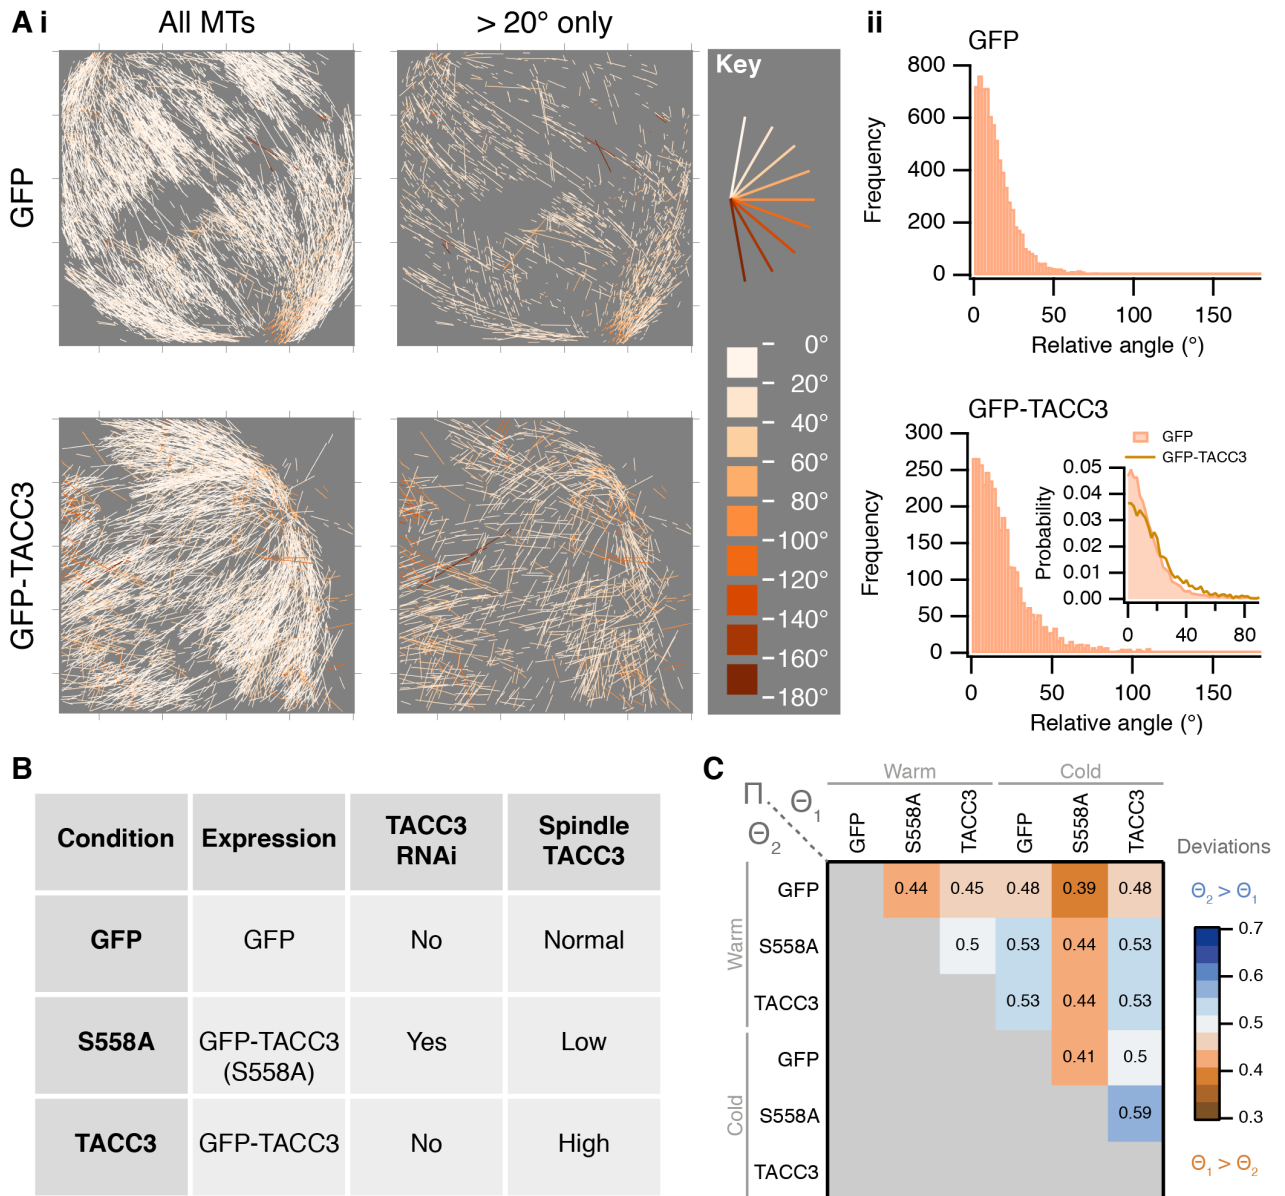 A i
All MTs
> 20° only
GFP
GFP-TACC3
Key
0°
20°
40°
60°
80°
100°
120°
140°
160°
180°
ii
GFP
800
600
400
200
0
Frequency
0 50 100 150
Relative angle (°)
GFP-TACC3
300
250
200
150
100
50
0
Frequency
0 50 100 150
Relative angle (°)
GFP
GFP-TACC3
0.05
0.04
0.03
0.02
0.01
0.00
Probability
0 40 80
B
Condition Expression TACC3 RNAi Spindle TACC3
GFP GFP No Normal
S558A GFP-TACC3 (S558A) Yes Low
TACC3 GFP-TACC3 No High
C
Warm Cold
Π Θ1
Θ2
GFP S558A TACC3 GFP S558A TACC3
Warm
GFP 0.44 0.45 0.48 0.39 0.48
S558A 0.5 0.53 0.44 0.53
TACC3 0.53 0.44 0.53
Cold
GFP 0.41 0.5
S558A 0.59
TACC3
Deviations
Θ2 > Θ1
0.7
0.6
0.5
0.4
0.3
Θ1 > Θ2